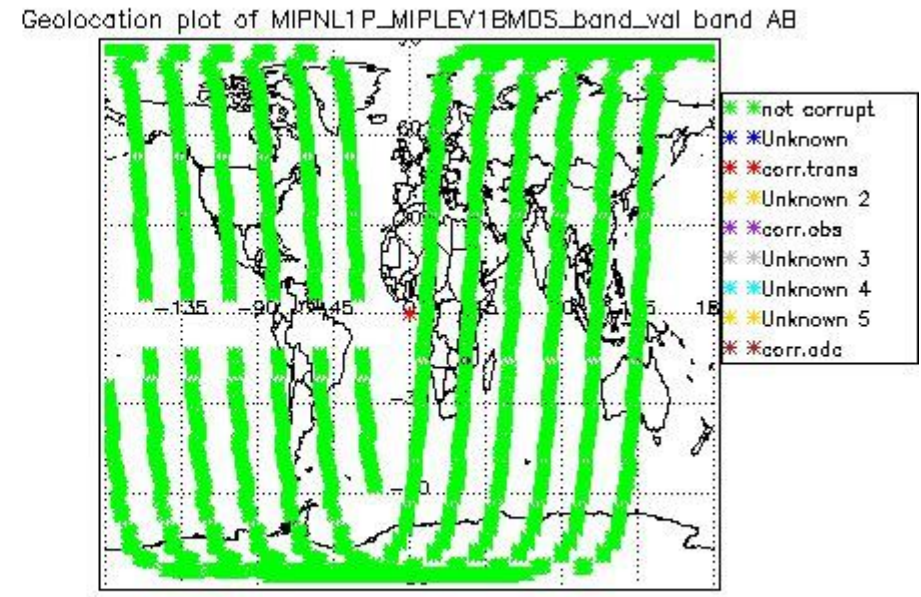 Geolocation plot of MIPNL1P_MIPLEV1BMDS_band_val band AB
not corrupt
Unknown
corr.trans
Unknown 2
corr.obs
Unknown 3
Unknown 4
Unknown 5
corr.adc
60
-135
-90
-45